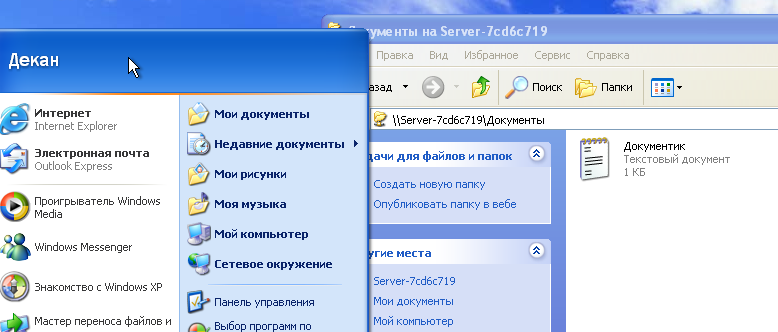 Документы на Server-7cd6c719
Правка Вид Избранное Сервис Справка
Поиск Папки
\\Server-7cd6c719\Документы
Декан
Интернет
Internet Explorer
Электронная почта
Outlook Express
Проигрыватель Windows
Media
Windows Messenger
Знакомство с Windows XP
Мастер переноса файлов и
Мои документы
Недавние документы
Мои рисунки
Моя музыка
Мой компьютер
Сетевое окружение
Панель управления
Выбор программ по
для файлов и папок
Создать новую папку
Опубликовать папку в вебе
места
Server-7cd6c719
Мои документы
Мой компьютер
Документик
Текстовый документ
1 КБ